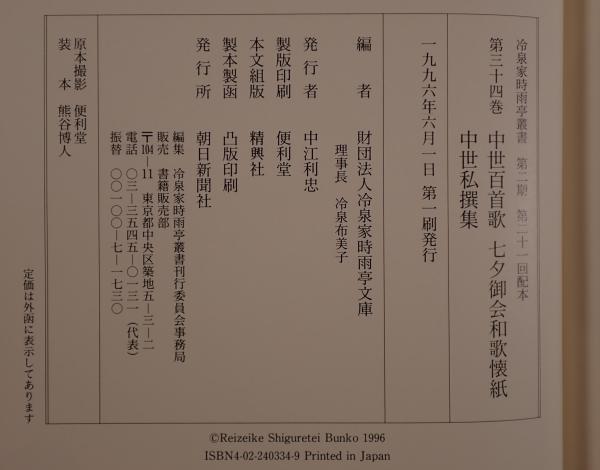 冷泉家時雨亭叢書　第二期　第二十一回配本
第三十四巻　中世百首歌　七夕御会和歌懐紙
中世私撰集
一九九六年六月一日　第一刷発行
編　者　財団法人冷泉家時雨亭文庫
理事長　冷泉布美子
発行者　中江利忠
製版印刷　便利堂
本文組版　精興社
製本製函　凸版印刷
発行所　朝日新聞社
編集　冷泉家時雨亭叢書刊行委員会事務局
販売　書籍販売部
〒104―11　東京都中央区築地五―三―二
電話　〇三―三五四五―〇一三一（代表）
振替　〇〇一〇〇―七―一七三〇
原本撮影　便利堂
装　本　熊谷博人
定価は外函に表示してあります
©Reizeike Shiguretei Bunko 1996
ISBN4-02-240334-9 Printed in Japan